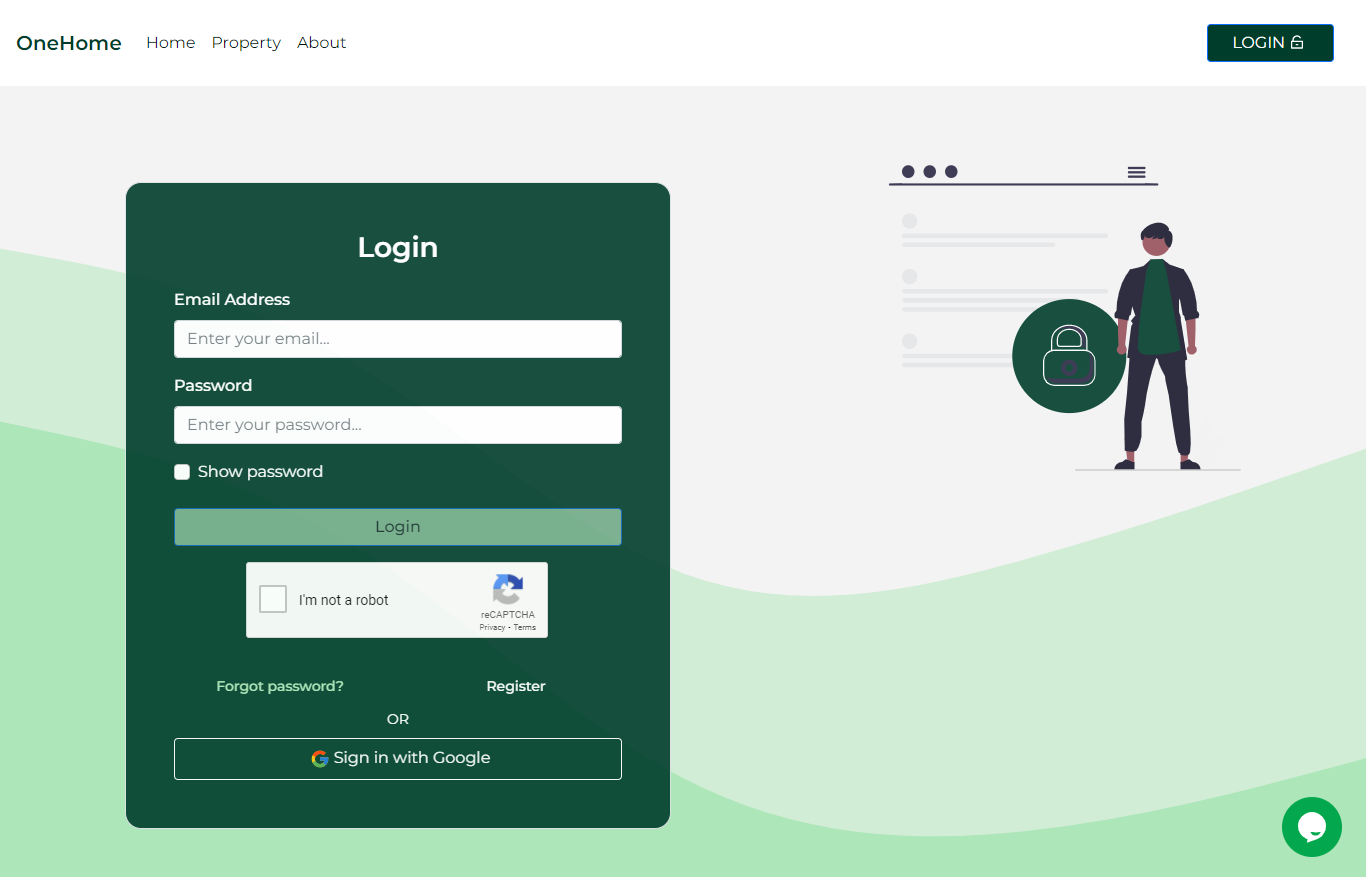 OneHome Home Property About LOGIN
Login
Email Address
Enter your email...
Password
Enter your password...
Show password
Login
I'm not a robot
reCAPTCHA
Privacy - Terms
Forgot password? Register
OR
Sign in with Google